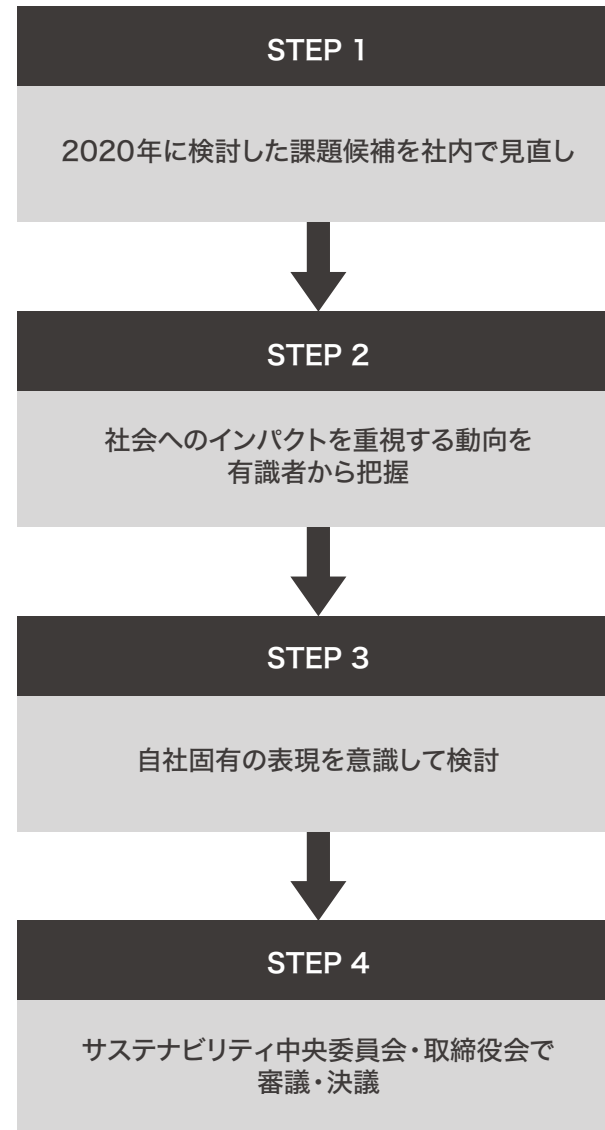 STEP 1
2020年に検討した課題候補を社内で見直し
STEP 2
社会へのインパクトを重視する動向を
有識者から把握
STEP 3
自社固有の表現を意識して検討
STEP 4
サステナビリティ中央委員会・取締役会で
審議・決議